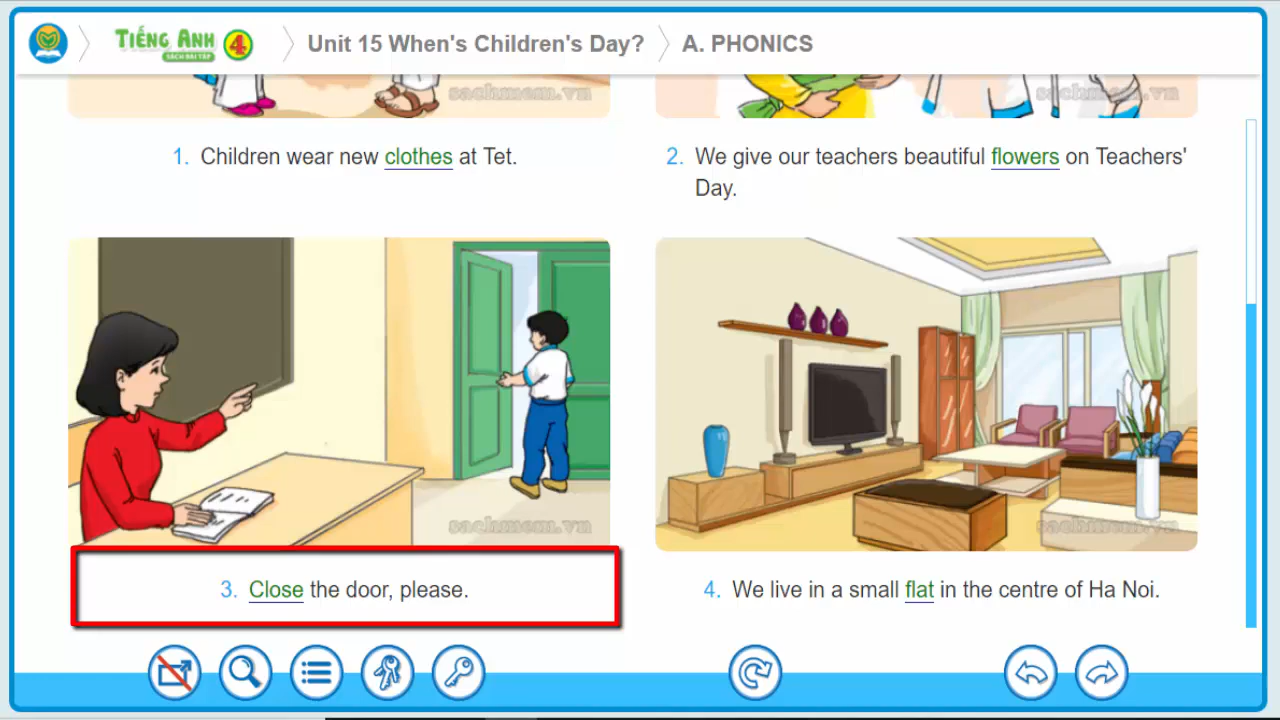 TIẾNG ANH 4
SÁCH BÀI TẬP
Unit 15 When's Children's Day?
A. PHONICS
sachmem.vn
sachmem.vn
1. Children wear new clothes at Tet.
2. We give our teachers beautiful flowers on Teachers'
Day.
sachmem.vn
sachmem.vn
3. Close the door, please.
4. We live in a small flat in the centre of Ha Noi.